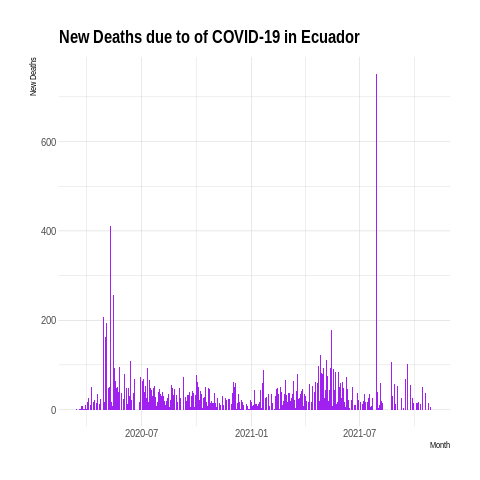 New Deaths due to of COVID-19 in Ecuador
New Deaths
600
400
200
0
2020-07
2021-01
2021-07
Month